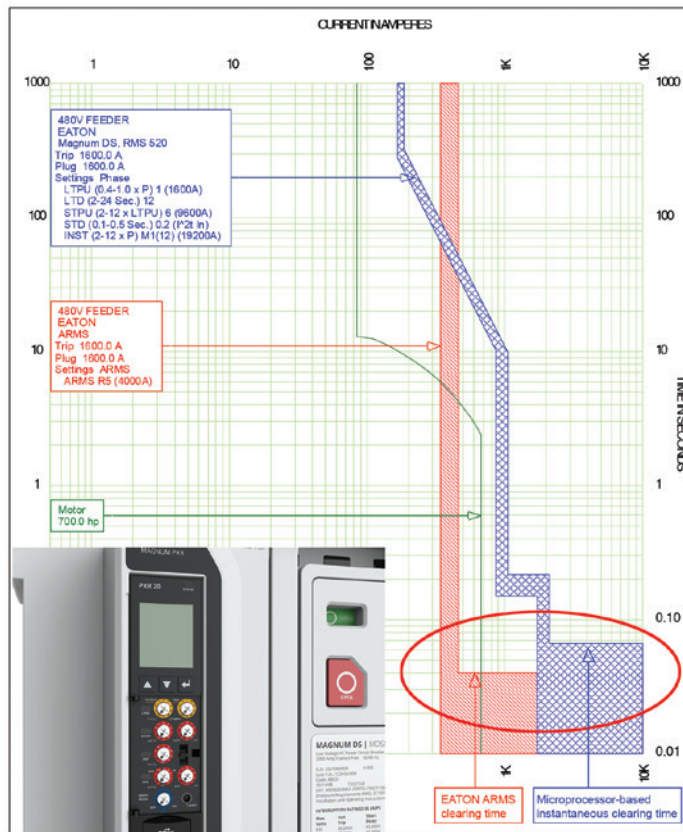 CURRENT IN AMPERES
1 10 100 1K 10K
1000 1000
480V FEEDER
EATON
Magnum DS, RMS 520
Trip 1600.0 A
Plug 1600.0 A
Settings Phase
LTPU (0.4-1.0 x P) 1 (1600A)
LTD (2-24 Sec.) 12
STPU (2-12 x LTPU) 6 (9600A)
STD (0.1-0.5 Sec.) 0.2 (I^2t In)
INST (2-12 x P) M1(12) (19200A)
100 100
480V FEEDER
EATON
ARMS
Trip 1600.0 A
Plug 1600.0 A
Settings ARMS
ARMS R5 (4000A)
10 10
TIME IN SECONDS
1 1
Motor
700.0 hp
MAGNUM PXR
PXR 20
0.10
OPEN
MAGNUM DS
0.01
1K 10K
EATON ARMS
clearing time
Microprocessor-based
instantaneous clearing time